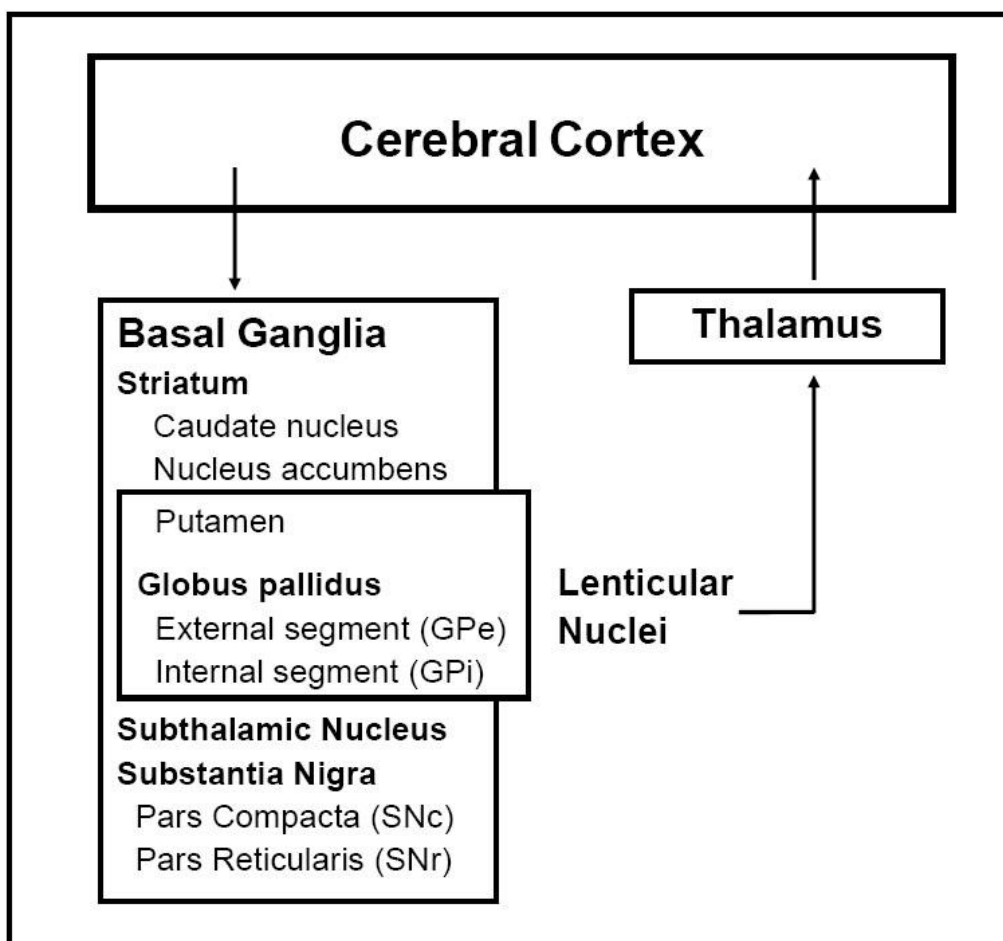 Cerebral Cortex
Basal Ganglia
Striatum
Caudate nucleus
Nucleus accumbens
Putamen
Globus pallidus
External segment (GPe)
Internal segment (GPi)
Subthalamic Nucleus
Substantia Nigra
Pars Compacta (SNc)
Pars Reticularis (SNr)
Lenticular
Nuclei
Thalamus